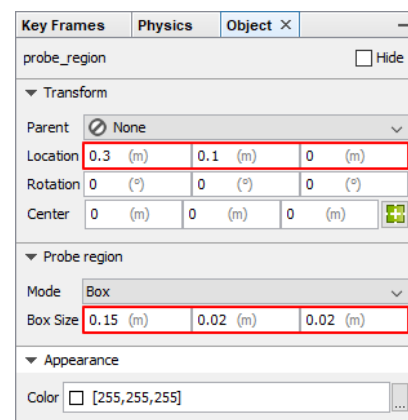 Key Frames Physics Object ×
probe_region Hide
Transform
Parent None
Location 0.3 (m) 0.1 (m) 0 (m)
Rotation 0 (°) 0 (°) 0 (°)
Center 0 (m) 0 (m) 0 (m)
Probe region
Mode Box
Box Size 0.15 (m) 0.02 (m) 0.02 (m)
Appearance
Color [255,255,255] ...